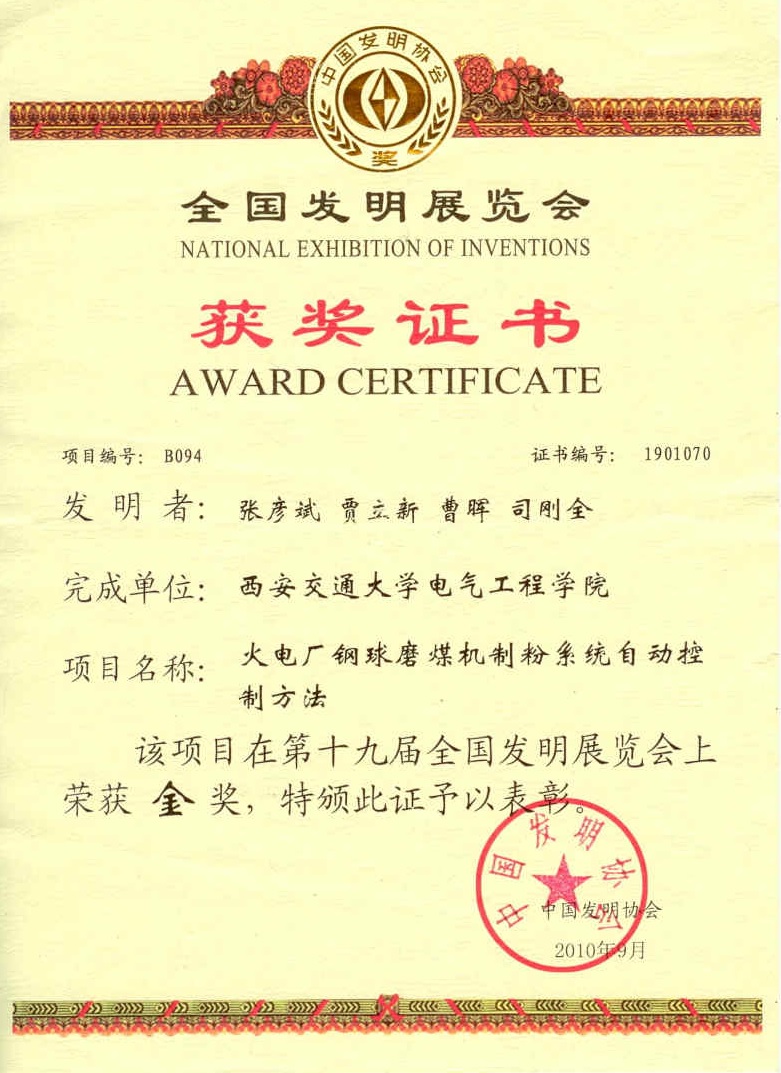 中国发明协会
奖
全国发明展览会
NATIONAL EXHIBITION OF INVENTIONS
获奖证书
AWARD CERTIFICATE
项目编号: B094 证书编号: 1901070
发明者: 张彦斌 贾立新 曹晖 司刚全
完成单位: 西安交通大学电气工程学院
项目名称: 火电厂钢球磨煤机制粉系统自动控
制方法
该项目在第十九届全国发明展览会上
荣获 金 奖，特颁此证予以表彰。
中国发明协会
中国发明协会
2010年9月